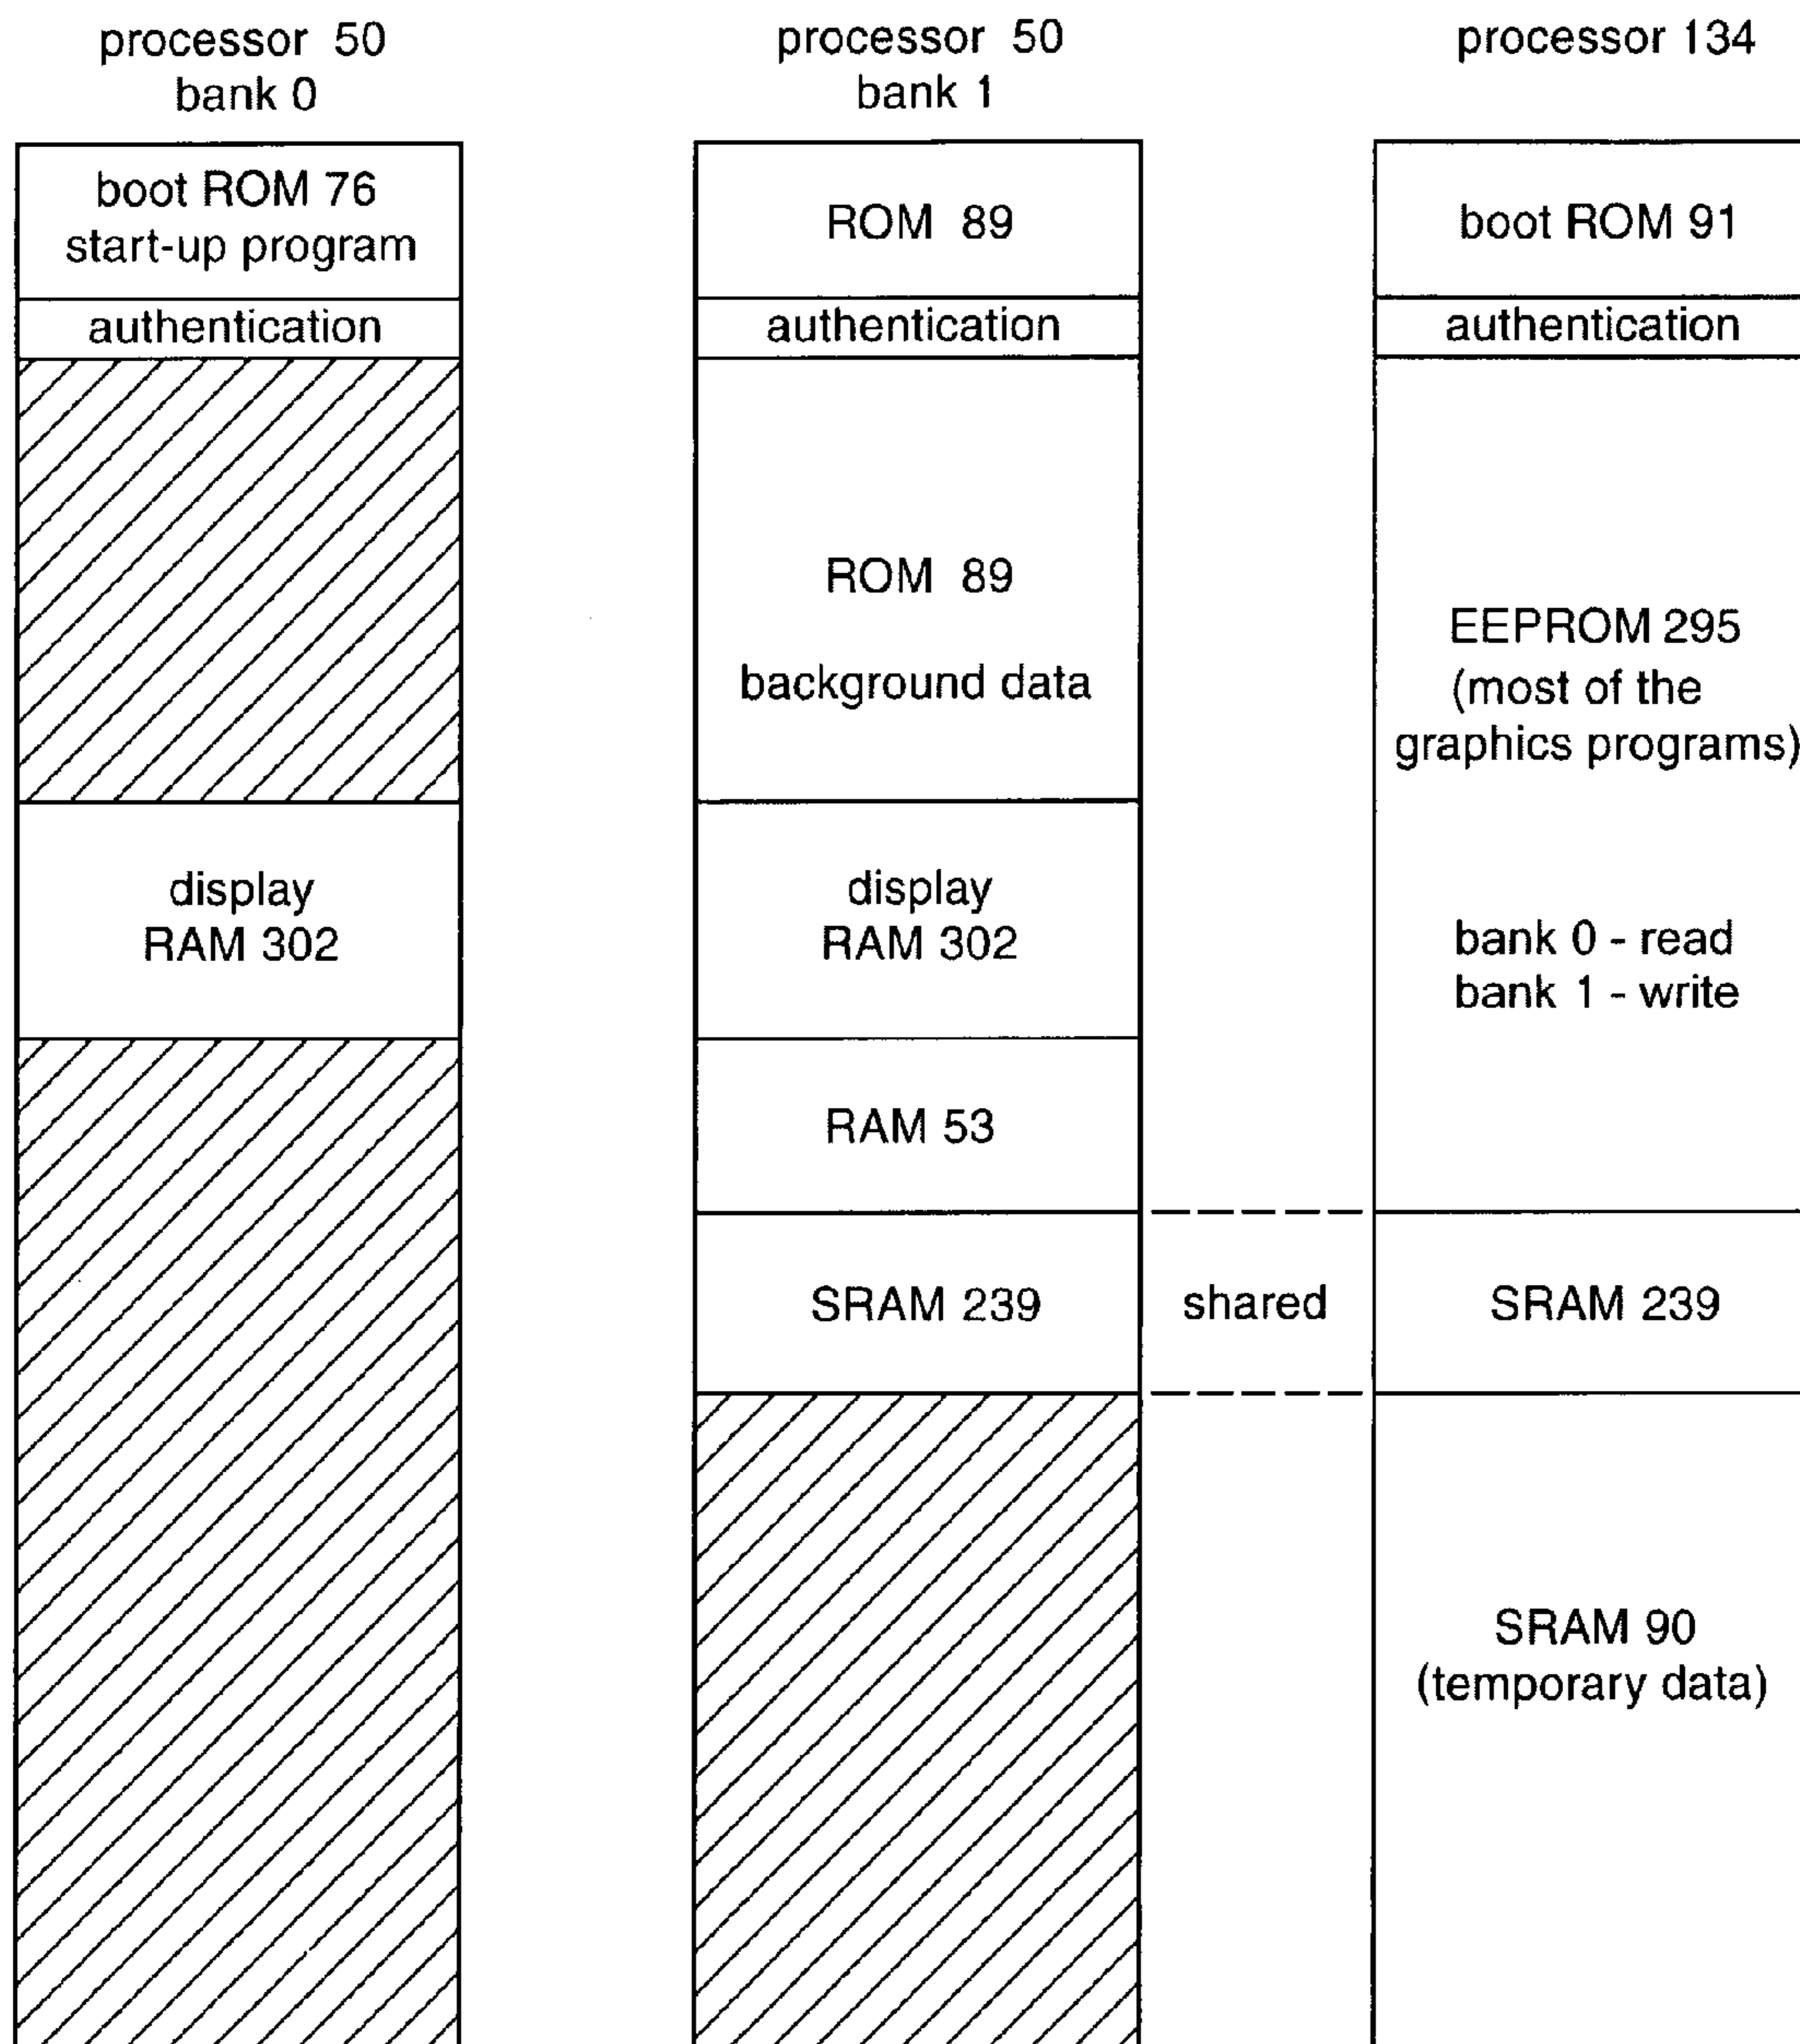 processor 50
bank 0
boot ROM 76
start-up program
authentication
display
RAM 302
processor 50
bank 1
ROM 89
authentication
ROM 89
background data
display
RAM 302
RAM 53
SRAM 239
shared
processor 134
boot ROM 91
authentication
EEPROM 295
(most of the
graphics programs)
bank 0 - read
bank 1 - write
SRAM 239
SRAM 90
(temporary data)